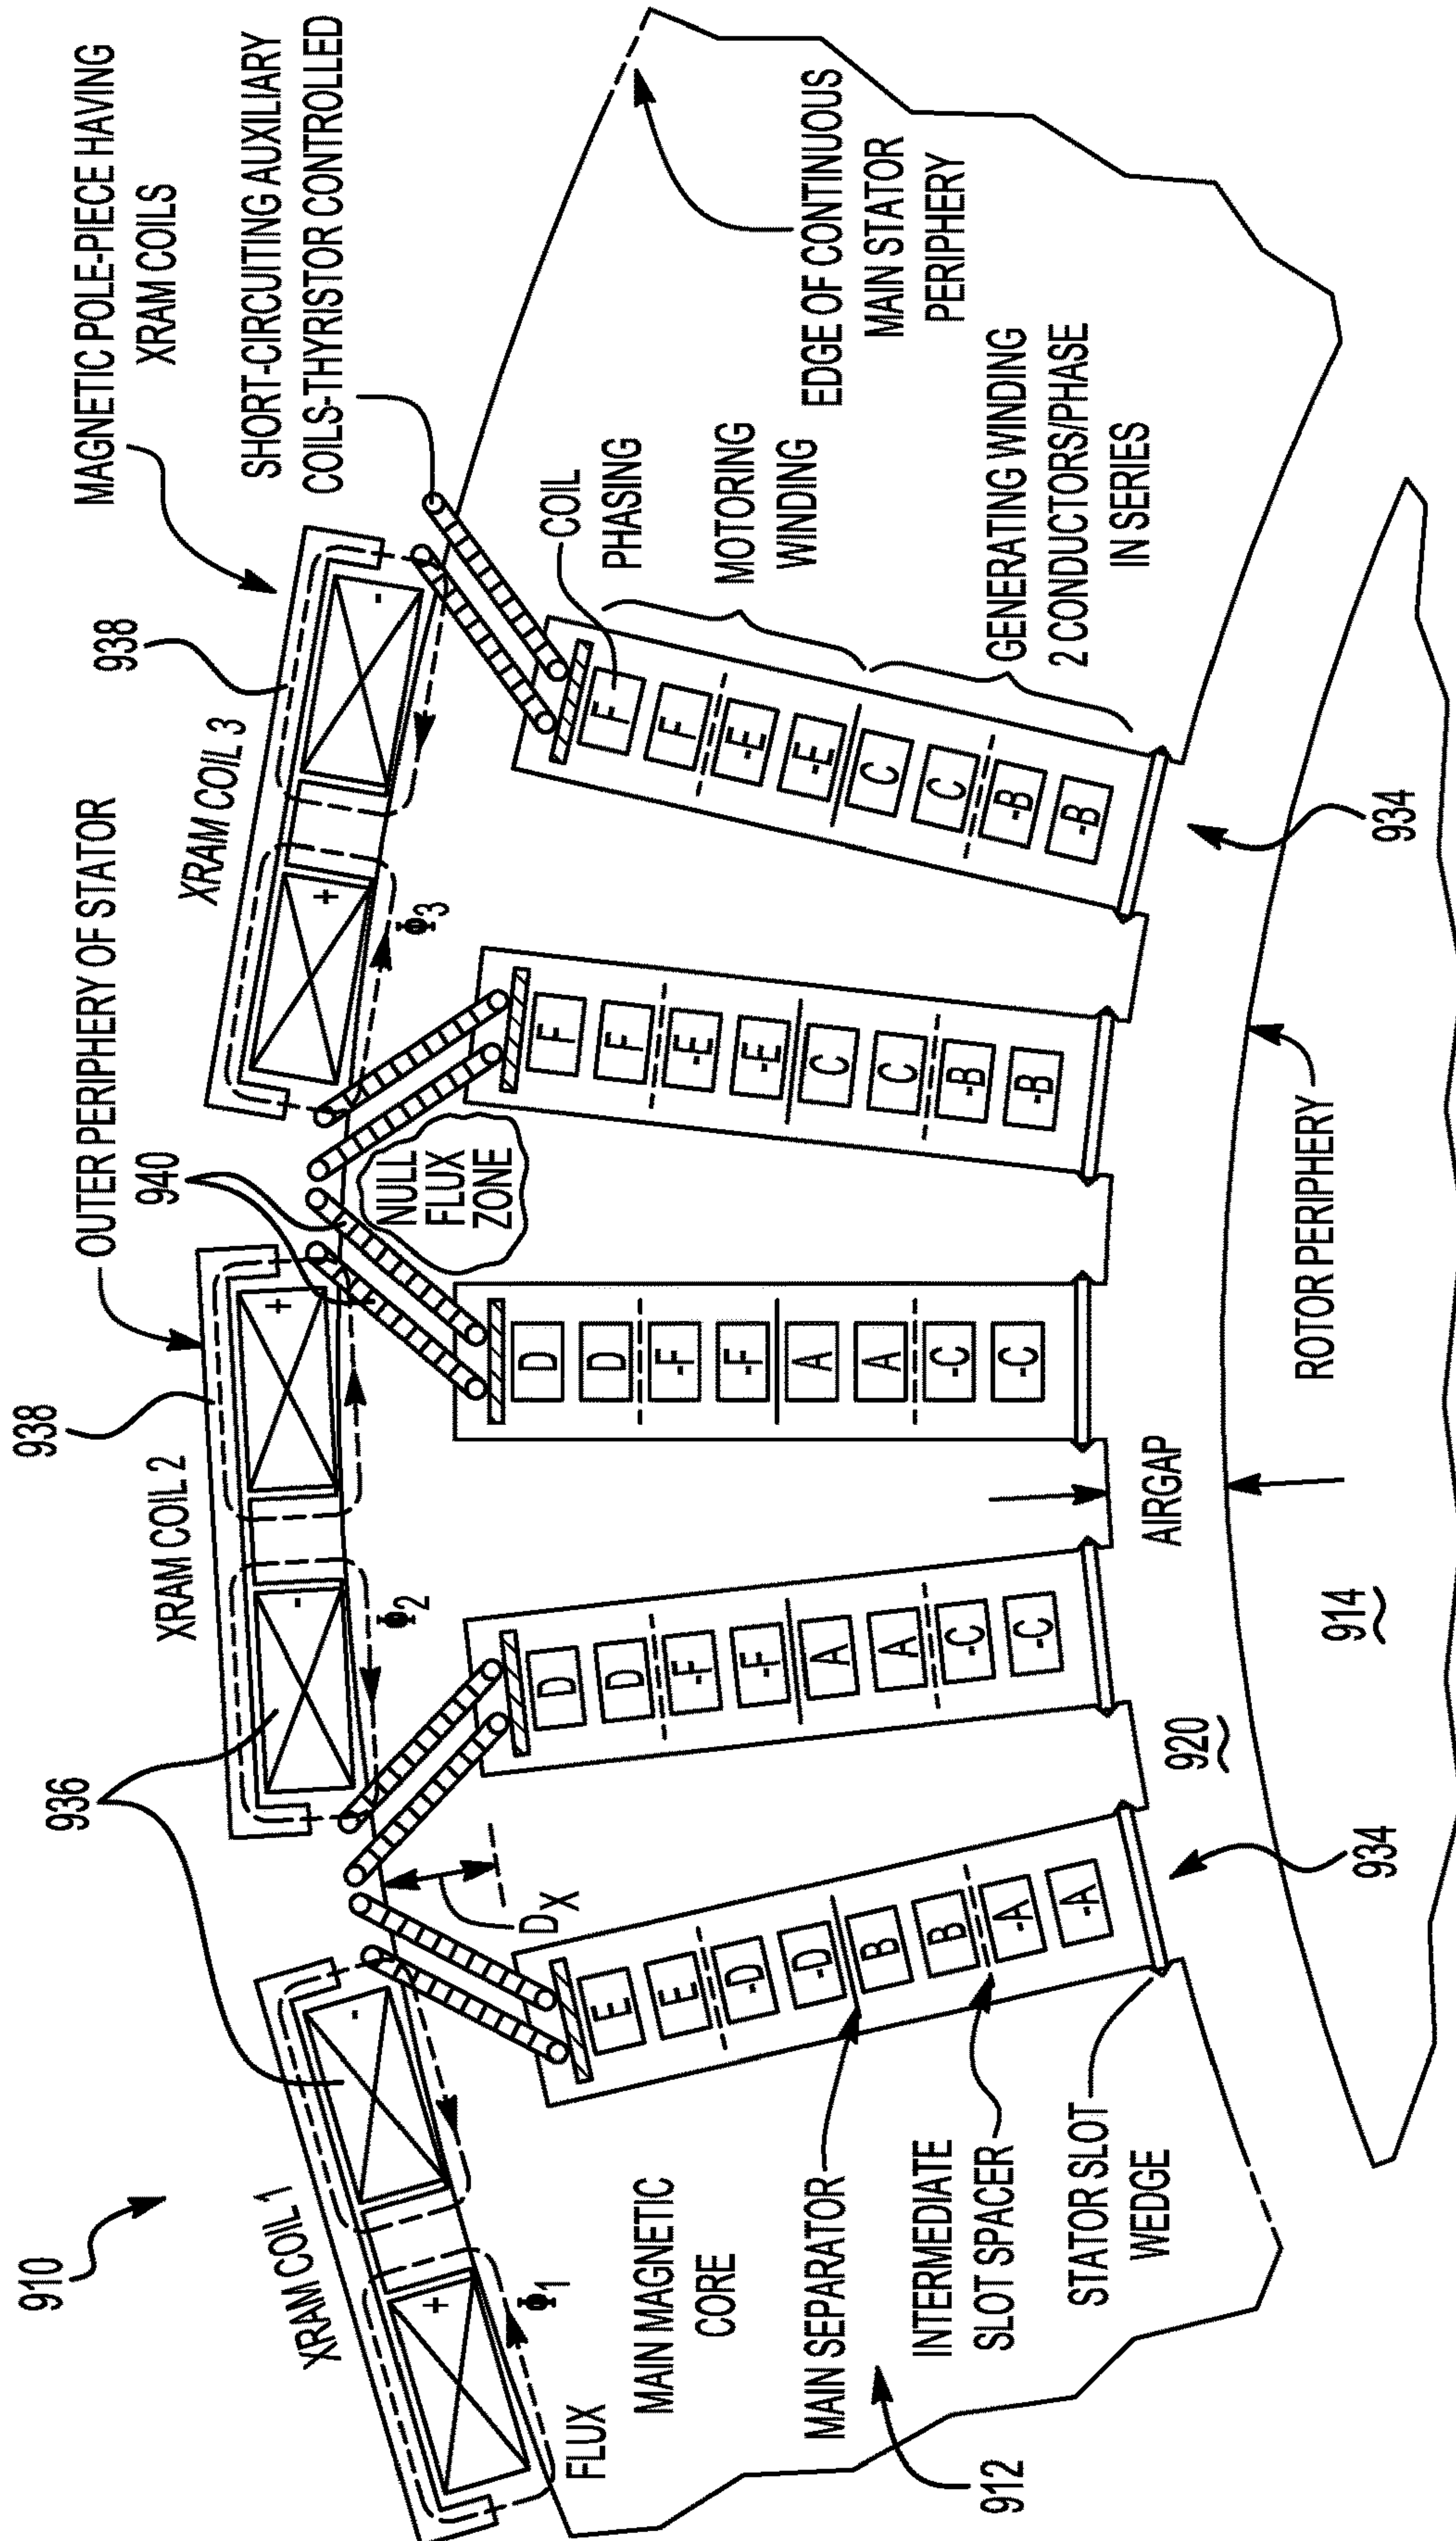 910
936
938
938
MAGNETIC POLE-PIECE HAVING
XRAM COILS
OUTER PERIPHERY OF STATOR
940
SHORT-CIRCUITING AUXILIARY
COILS-THYRISTOR CONTROLLED
XRAM COIL 1
XRAM COIL 2
XRAM COIL 3
+
-
-
+
+
-
Φ1
Φ2
Φ3
FLUX
DX
NULL
FLUX
ZONE
COIL
PHASING
MOTORING
WINDING
EDGE OF CONTINUOUS
MAIN STATOR
PERIPHERY
GENERATING WINDING
2 CONDUCTORS/PHASE
IN SERIES
MAIN MAGNETIC
CORE
MAIN SEPARATOR
INTERMEDIATE
SLOT SPACER
STATOR SLOT
WEDGE
912
E
E
-D
-D
B
B
-A
-A
D
D
-F
-F
A
A
-C
-C
D
D
-F
-F
A
A
-C
-C
F
F
-E
-E
C
C
-B
-B
F
F
-E
-E
C
C
-B
-B
934
920
AIRGAP
934
914
ROTOR PERIPHERY